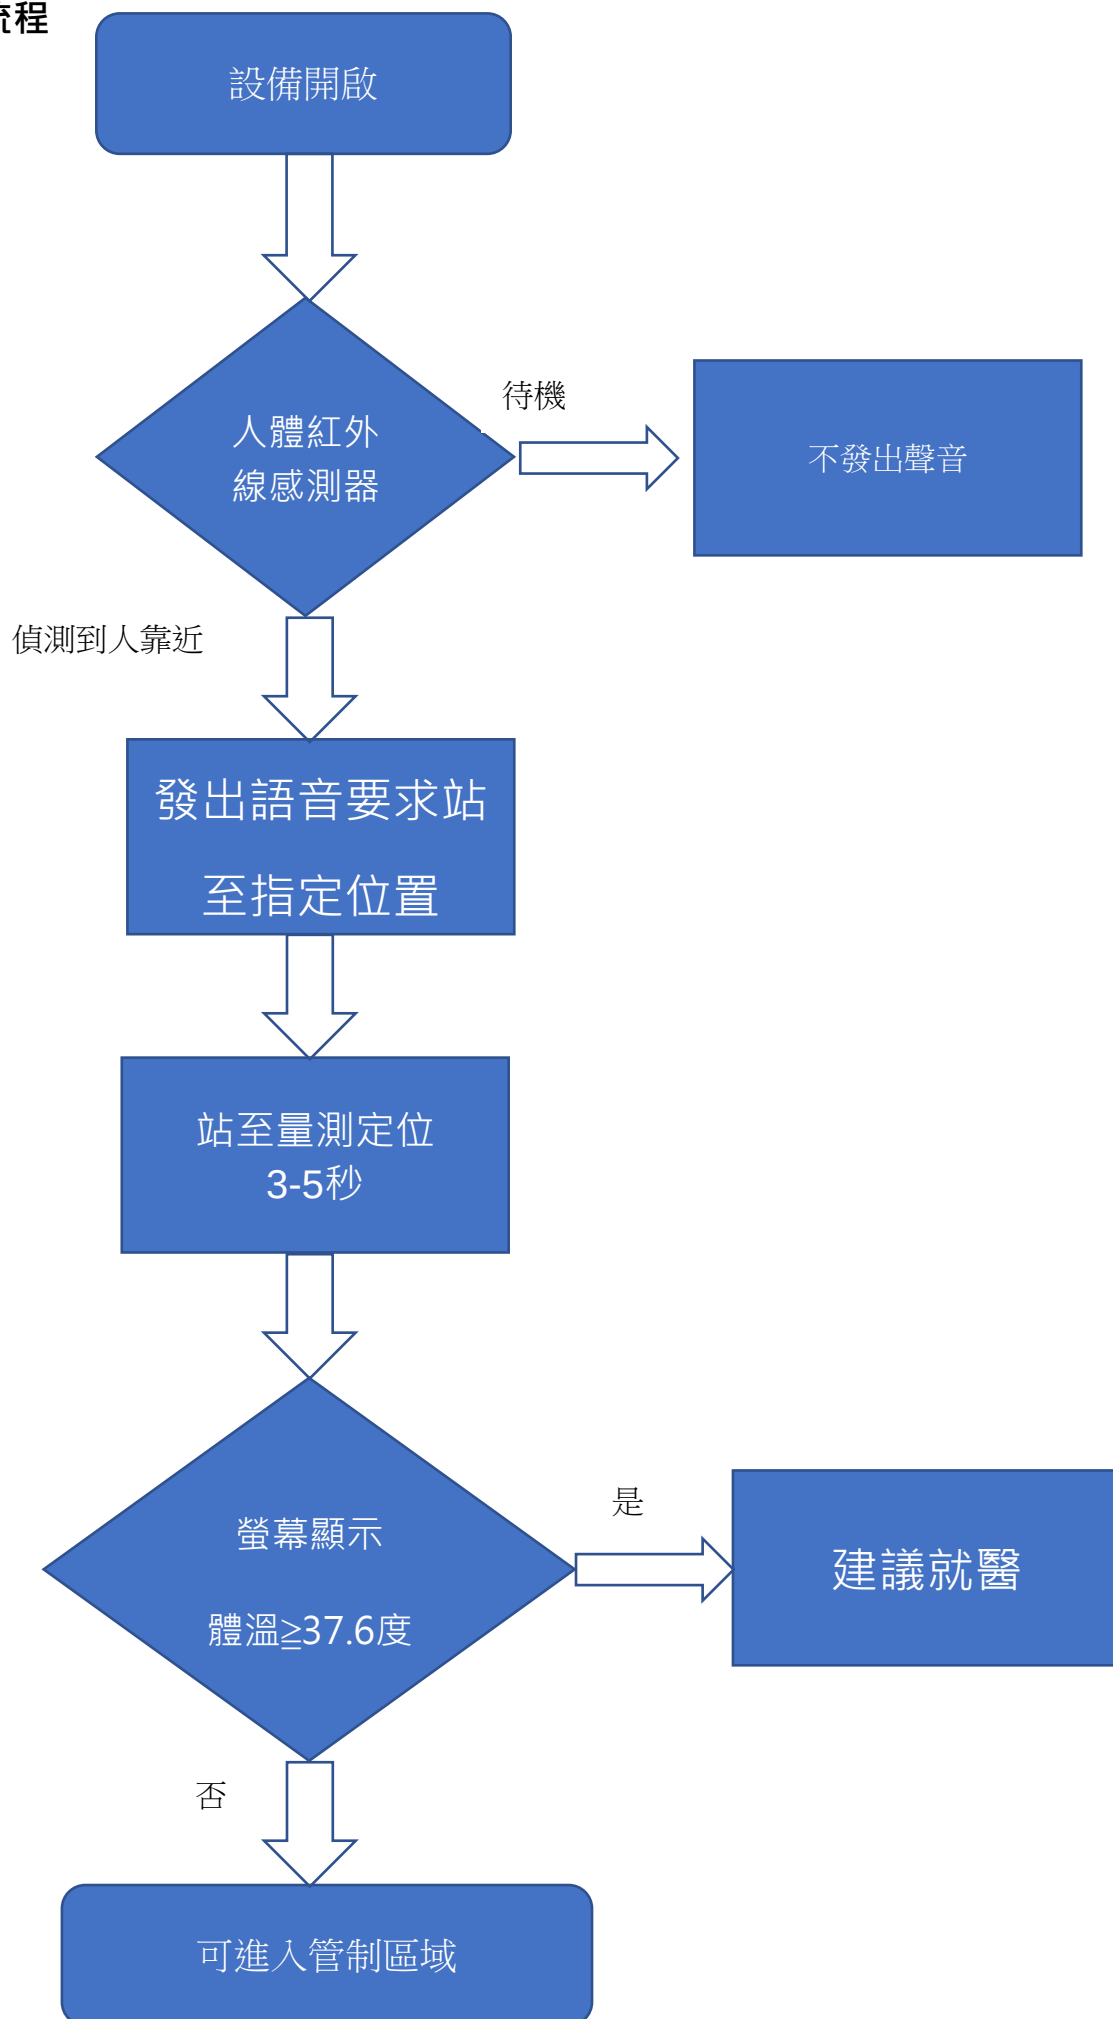 流程
設備開啟
待機
人體紅外
線感測器
不發出聲音
偵測到人靠近
發出語音要求站
至指定位置
站至量測定位
3-5秒
螢幕顯示
體溫≧37.6度
是
建議就醫
否
可進入管制區域